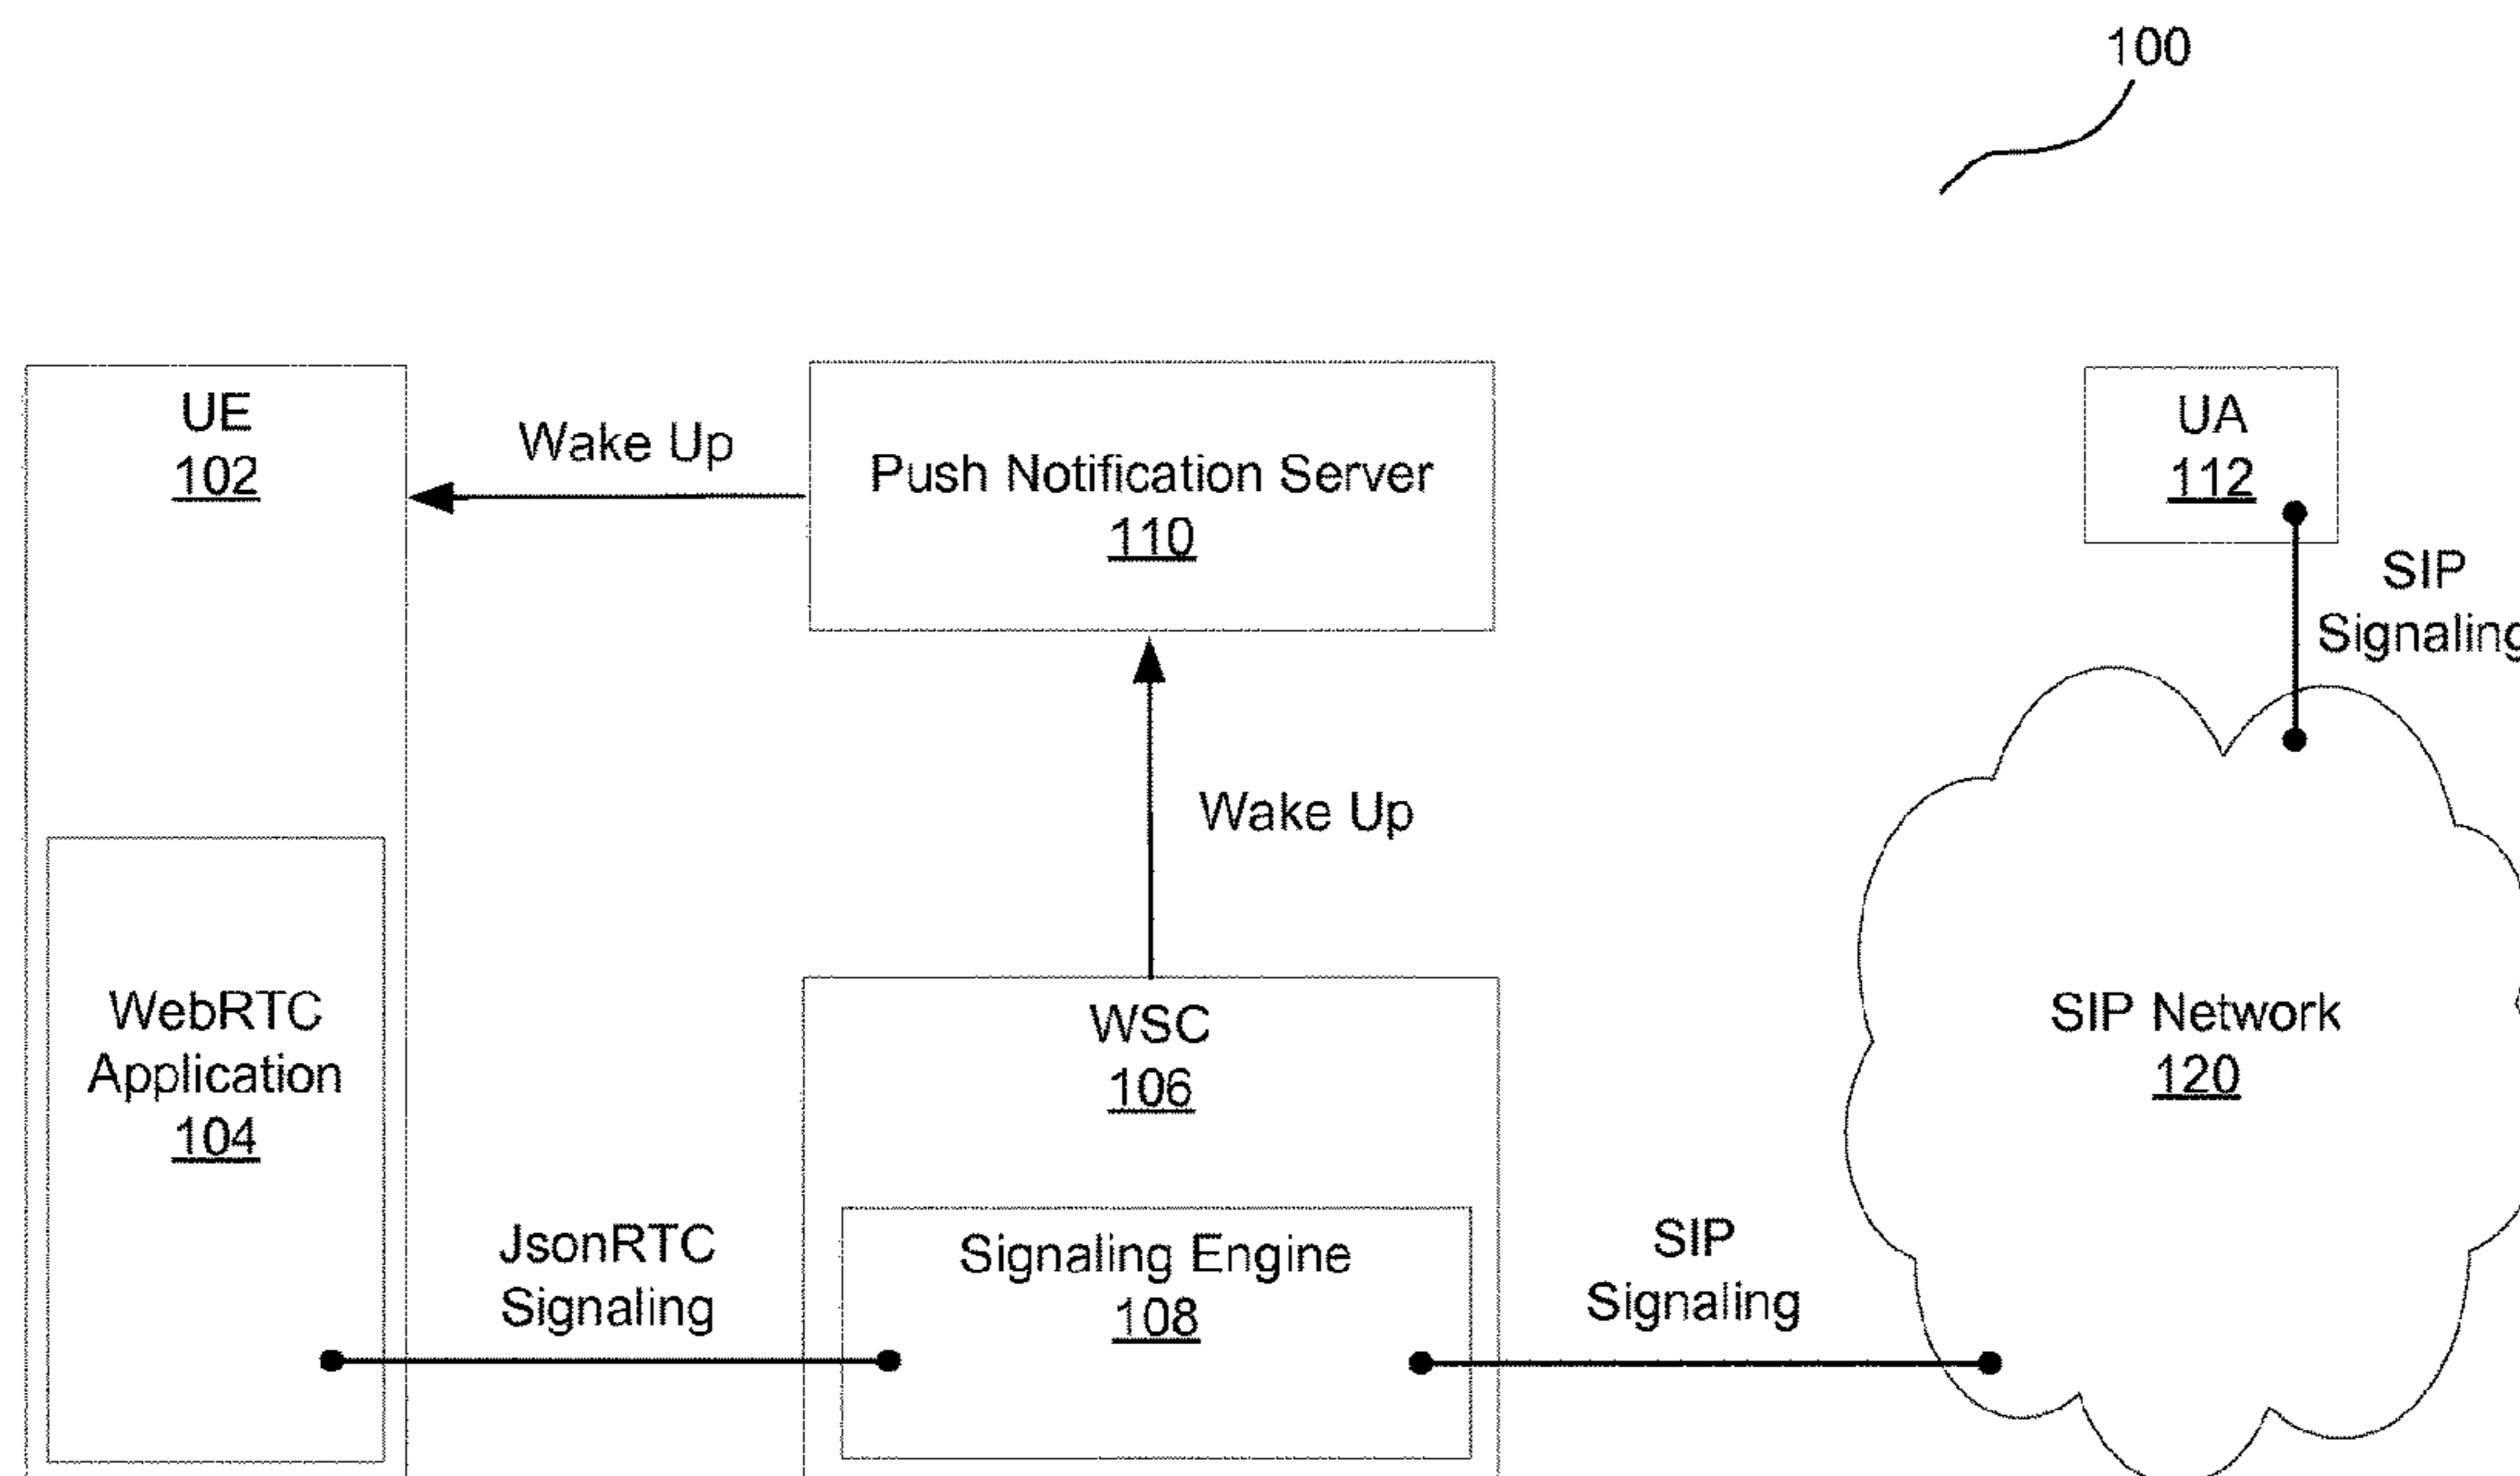 100
UE
102
Wake Up
Push Notification Server
110
UA
112
SIP
Signaling
Wake Up
WebRTC
Application
104
WSC
106
SIP Network
120
JsonRTC
Signaling
Signaling Engine
108
SIP
Signaling